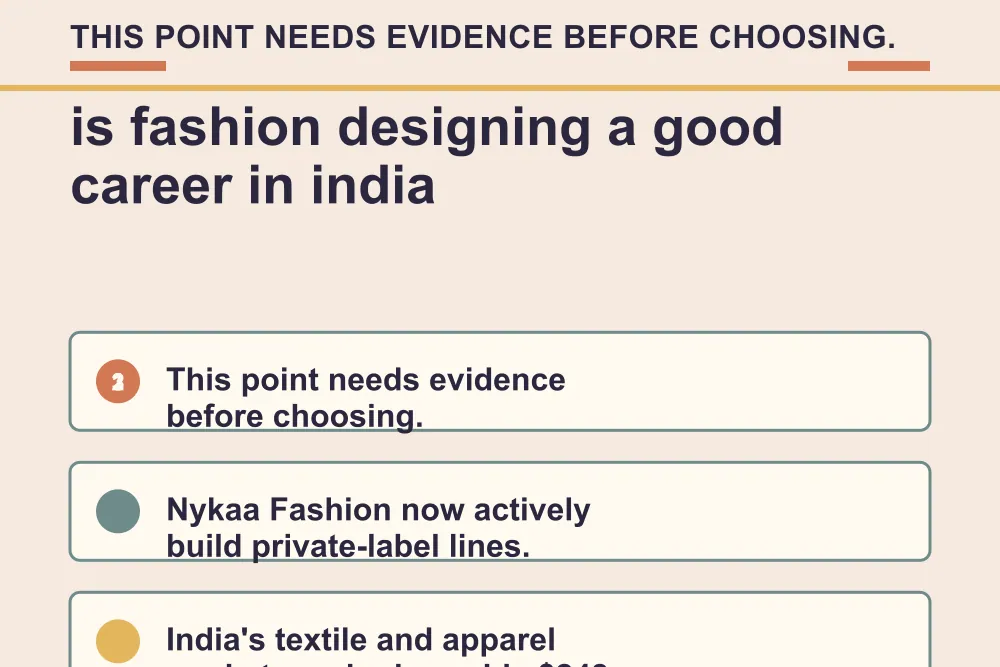 THIS POINT NEEDS EVIDENCE BEFORE CHOOSING.
is fashion designing a good
career in india
This point needs evidence
before choosing.
Nykaa Fashion now actively
build private-label lines.
India's textile and apparel